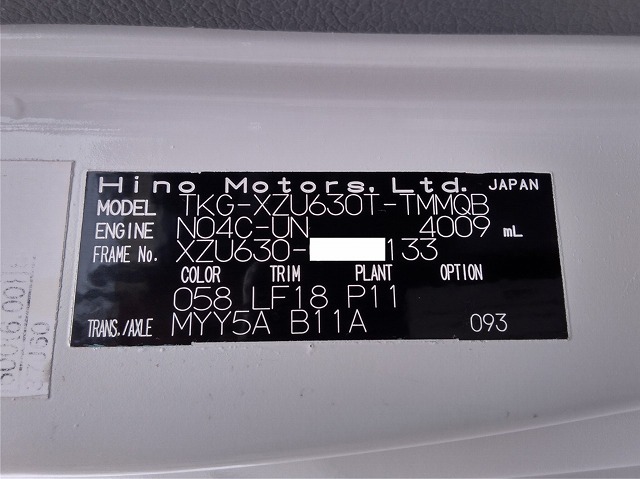 Hino Motors, Ltd. JAPAN
MODEL TKG-XZU630T-TMMQB
ENGINE N04C-UN 4009 mL
FRAME No. XZU630- 133
COLOR TRIM PLANT OPTION
058 LF18 P11
TRANS./AXLE MYY5A B11A 093